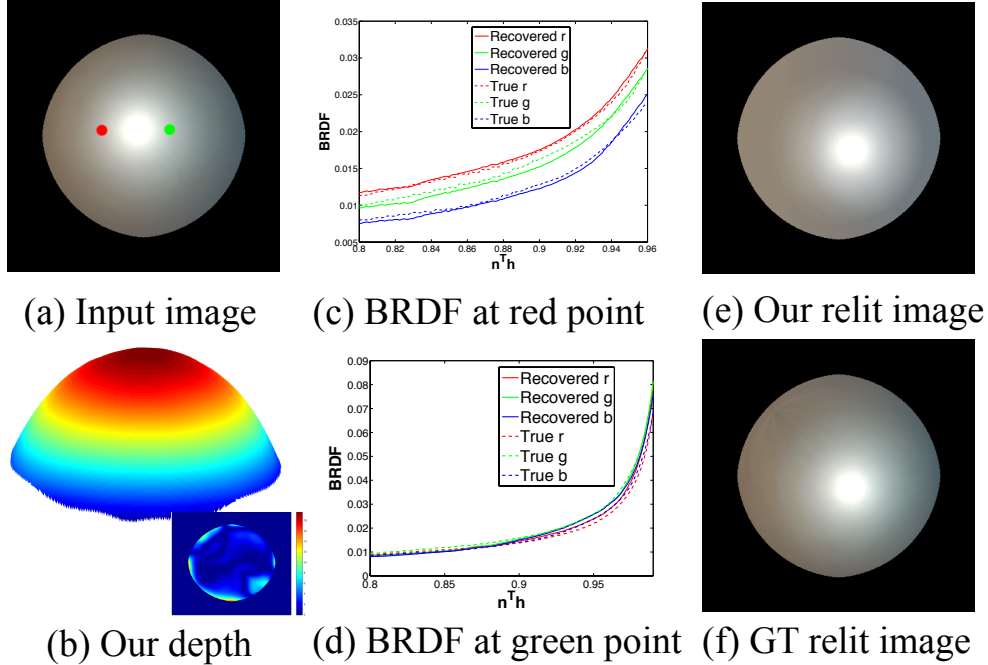 (a) Input image
(b) Our depth
0.035
0.03
0.025
0.02
0.015
0.01
0.005
BRDF
Recovered r
Recovered g
Recovered b
True r
True g
True b
0.8 0.82 0.84 0.86 0.88 0.9 0.92 0.94 0.96
nᵀh
(c) BRDF at red point
0.09
0.08
0.07
0.06
0.05
0.04
0.03
0.02
0.01
0
BRDF
Recovered r
Recovered g
Recovered b
True r
True g
True b
0.8 0.85 0.9 0.95
nᵀh
(d) BRDF at green point
(e) Our relit image
(f) GT relit image